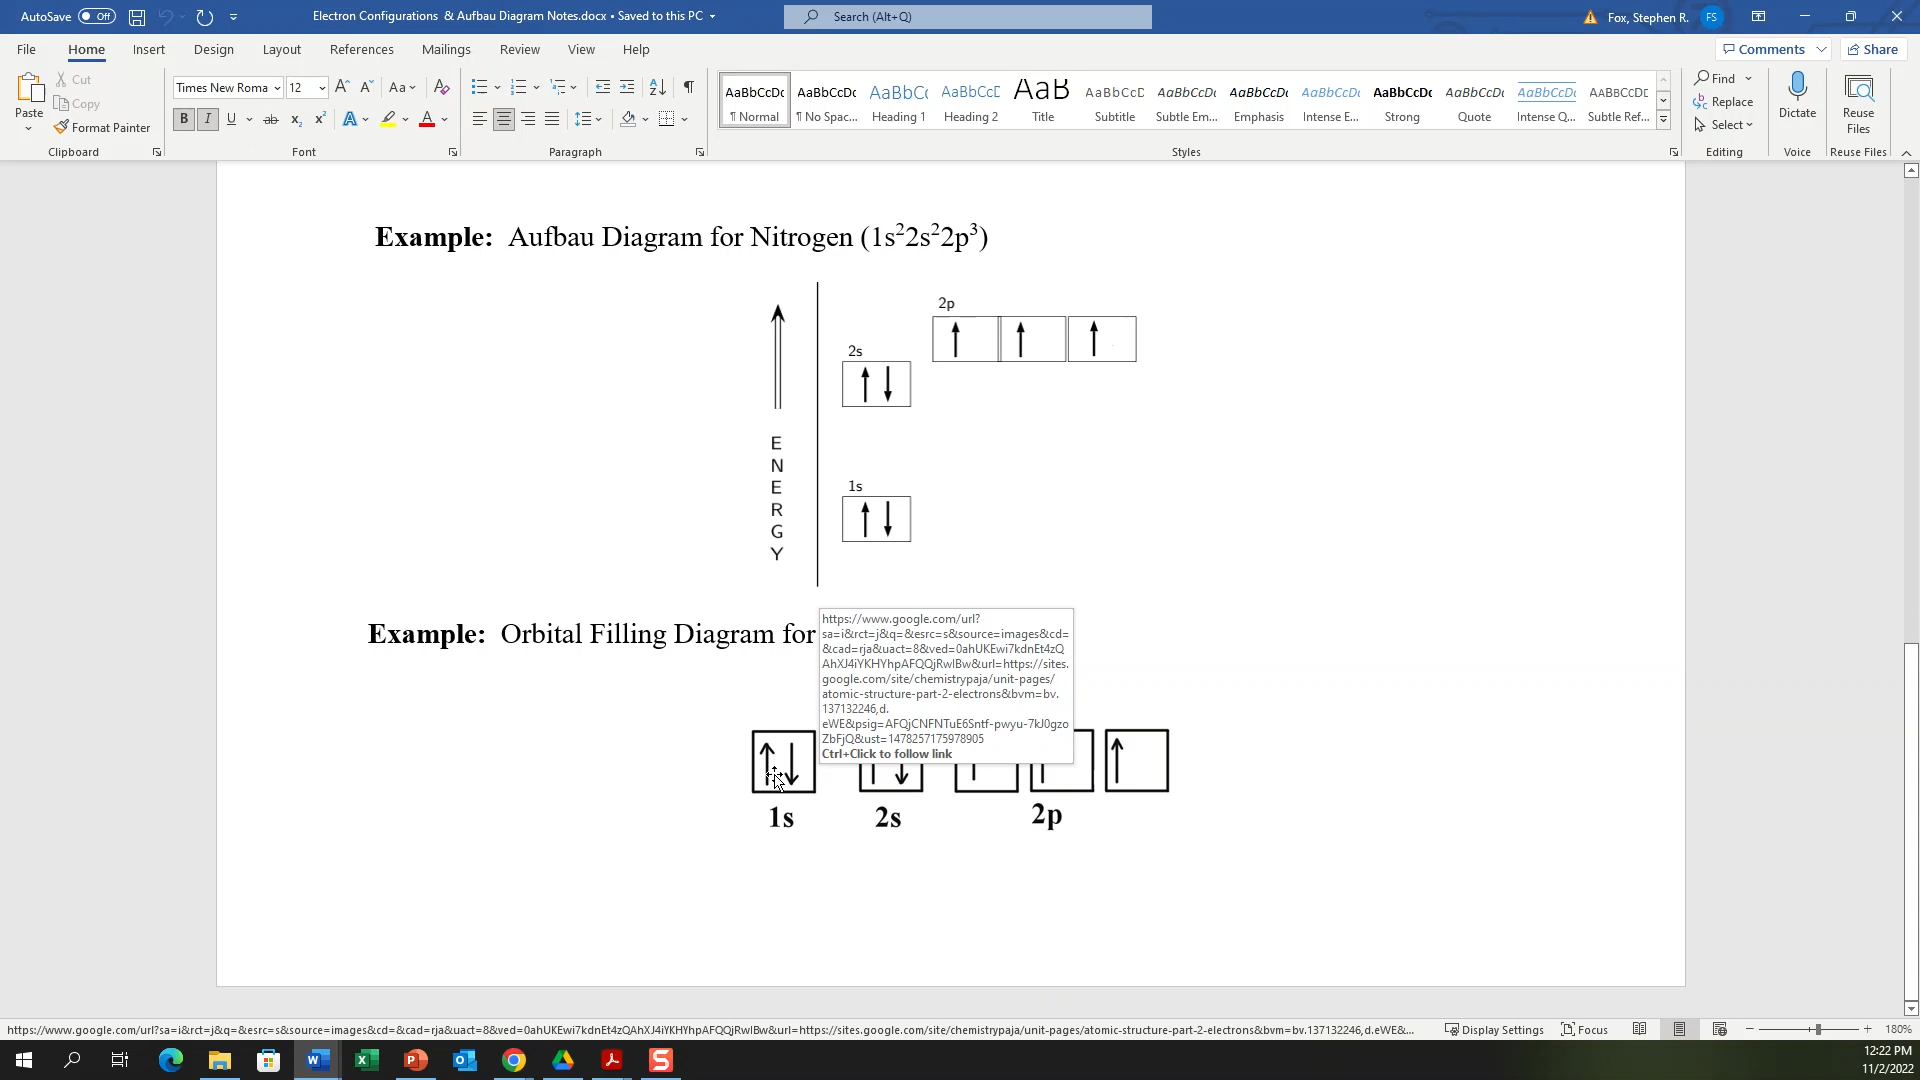 AutoSave Off Electron Configurations & Aufbau Diagram Notes.docx • Saved to this PC Search (Alt+Q) Fox, Stephen R. FS
File Home Insert Design Layout References Mailings Review View Help Comments Share
Paste Cut Copy Format Painter
Clipboard
Times New Roma 12 Aa
B I U ab x₂ x² A A
Font
Paragraph
AaBbCcDc AaBbCcDc AaBbC AaBbCcE AaB AaBbCcD AaBbCcDc AaBbCcDc AaBbCcDc AaBbCcDc AaBbCcDc AaBbCcDc AABBCCDE
¶ Normal ¶ No Spac... Heading 1 Heading 2 Title Subtitle Subtle Em... Emphasis Intense E... Strong Quote Intense Q... Subtle Ref...
Styles
Find Replace Select
Editing
Dictate
Voice
Reuse Files
Reuse Files
Example: Aufbau Diagram for Nitrogen (1s²2s²2p³)
2p
2s
ENERGY
1s
Example: Orbital Filling Diagram for
https://www.google.com/url?
sa=i&rct=j&q=&esrc=s&source=images&cd=
&cad=rja&uact=8&ved=0ahUKEwi7kdnEt4zQ
AhXJ4iYKHYhpAFQQjRwIBw&url=https://sites.
google.com/site/chemistrypaja/unit-pages/
atomic-structure-part-2-electrons&bvm=bv.
137132246,d.
eWE&psig=AFQjCNFNTuE6Sntf-pwyu-7kJ0gzo
ZbFjQ&ust=1478257175978905
Ctrl+Click to follow link
1s 2s 2p
https://www.google.com/url?sa=i&rct=j&q=&esrc=s&source=images&cd=&cad=rja&uact=8&ved=0ahUKEwi7kdnEt4zQAhXJ4iYKHYhpAFQQjRwIBw&url=https://sites.google.com/site/chemistrypaja/unit-pages/atomic-structure-part-2-electrons&bvm=bv.137132246,d.eWE&... Display Settings Focus 180%
12:22 PM
11/2/2022